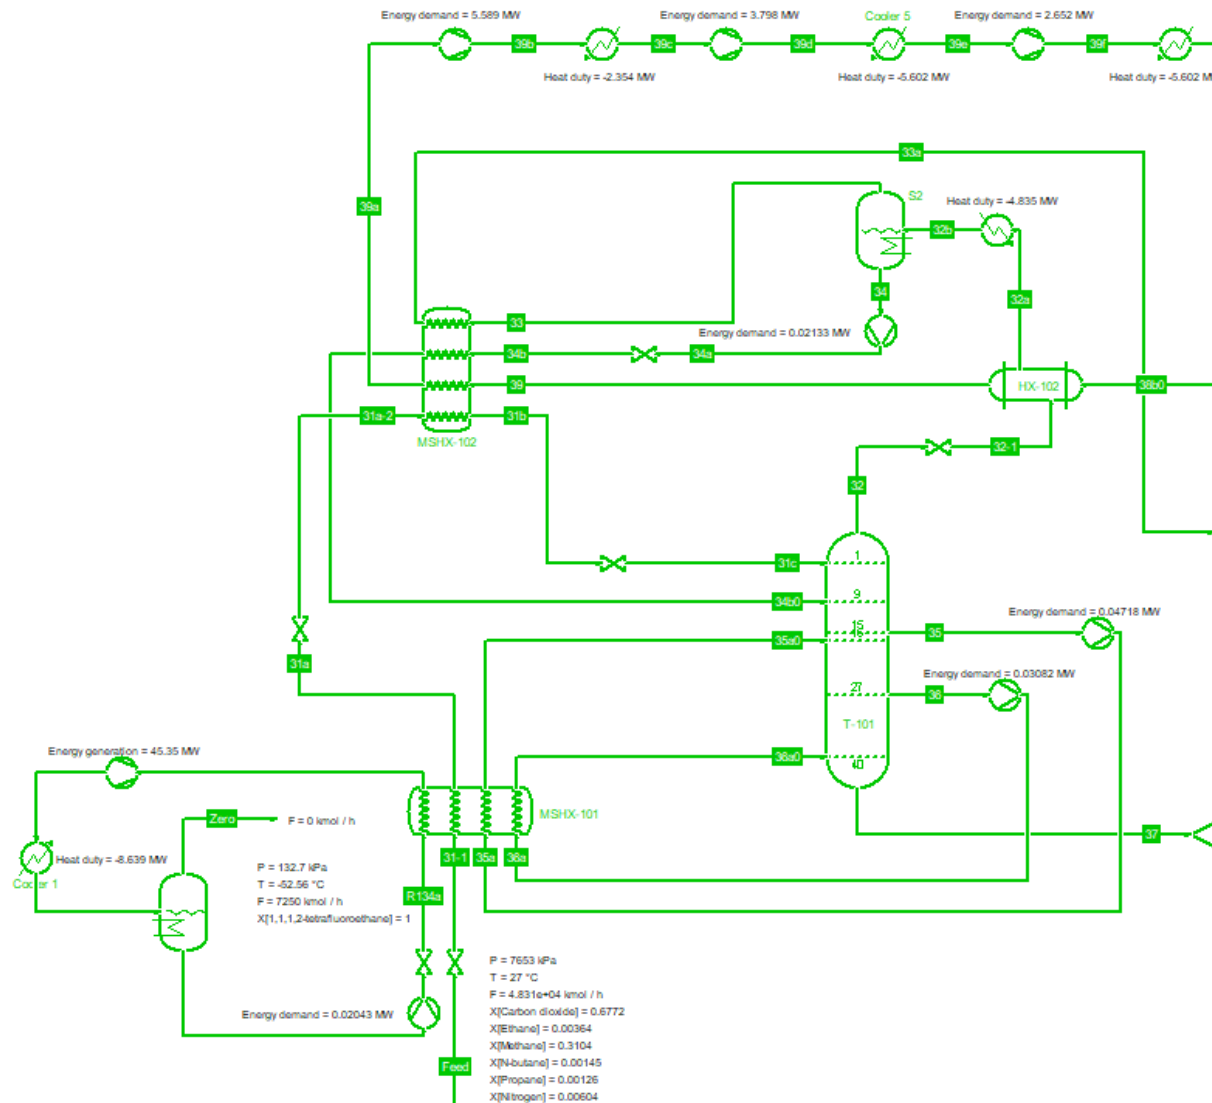 Energy demand = 5.589 MW
Energy demand = 3.798 MW
Cooler 5
Energy demand = 2.652 MW
39b
39c
39d
39e
39f
Heat duty = -2.354 MW
Heat duty = -5.602 MW
Heat duty = -5.602 M
33a
39a
S2
Heat duty = -4.835 MW
32b
34
32a
33
Energy demand = 0.02133 MW
34b
34a
39
HX-102
38b0
31a-2
31b
MSHX-102
32-1
32
1
31c
9
34b0
Energy demand = 0.04718 MW
15
16
35
35a0
Energy demand = 0.03082 MW
31a
27
36
T-101
Energy generation = 45.35 MW
36a0
40
MSHX-101
Zero
F = 0 kmol / h
37
Heat duty = -8.639 MW
31-1
35a
36a
Cooler 1
P = 132.7 kPa
T = -52.56 °C
F = 7250 kmol / h
X[1,1,1,2-tetrafluoroethane] = 1
R134a
P = 7653 kPa
T = 27 °C
F = 4.831e+04 kmol / h
X[Carbon dioxide] = 0.6772
Energy demand = 0.02043 MW
X[Ethane] = 0.00364
X[Methane] = 0.3104
X[N-butane] = 0.00145
X[Propane] = 0.00126
X[Nitrogen] = 0.00604
Feed